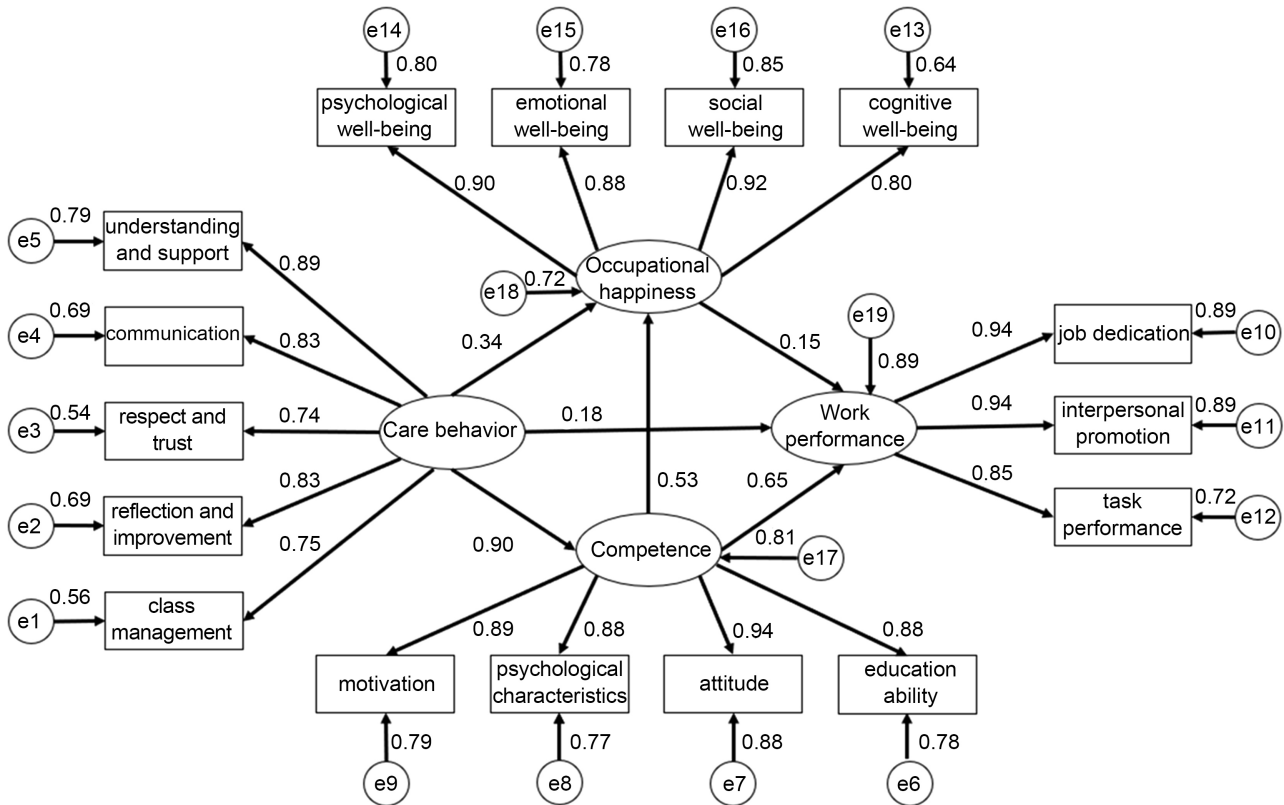 e14
e15
e16
e13
0.80
0.78
0.85
0.64
psychological
well-being
emotional
well-being
social
well-being
cognitive
well-being
0.90
0.88
0.92
0.80
e5
0.79
understanding
and support
0.89
Occupational
happiness
e18
0.72
e4
0.69
communication
0.83
0.34
0.15
e19
0.89
0.94
job dedication
0.89
e10
e3
0.54
respect and
trust
0.74
Care behavior
0.18
Work
performance
0.94
interpersonal
promotion
0.89
e11
e2
0.69
reflection and
improvement
0.83
0.53
0.65
0.85
task
performance
0.72
e12
e1
0.56
class
management
0.75
0.90
Competence
0.81
e17
0.89
0.88
0.94
0.88
motivation
psychological
characteristics
attitude
education
ability
0.79
0.77
0.88
0.78
e9
e8
e7
e6